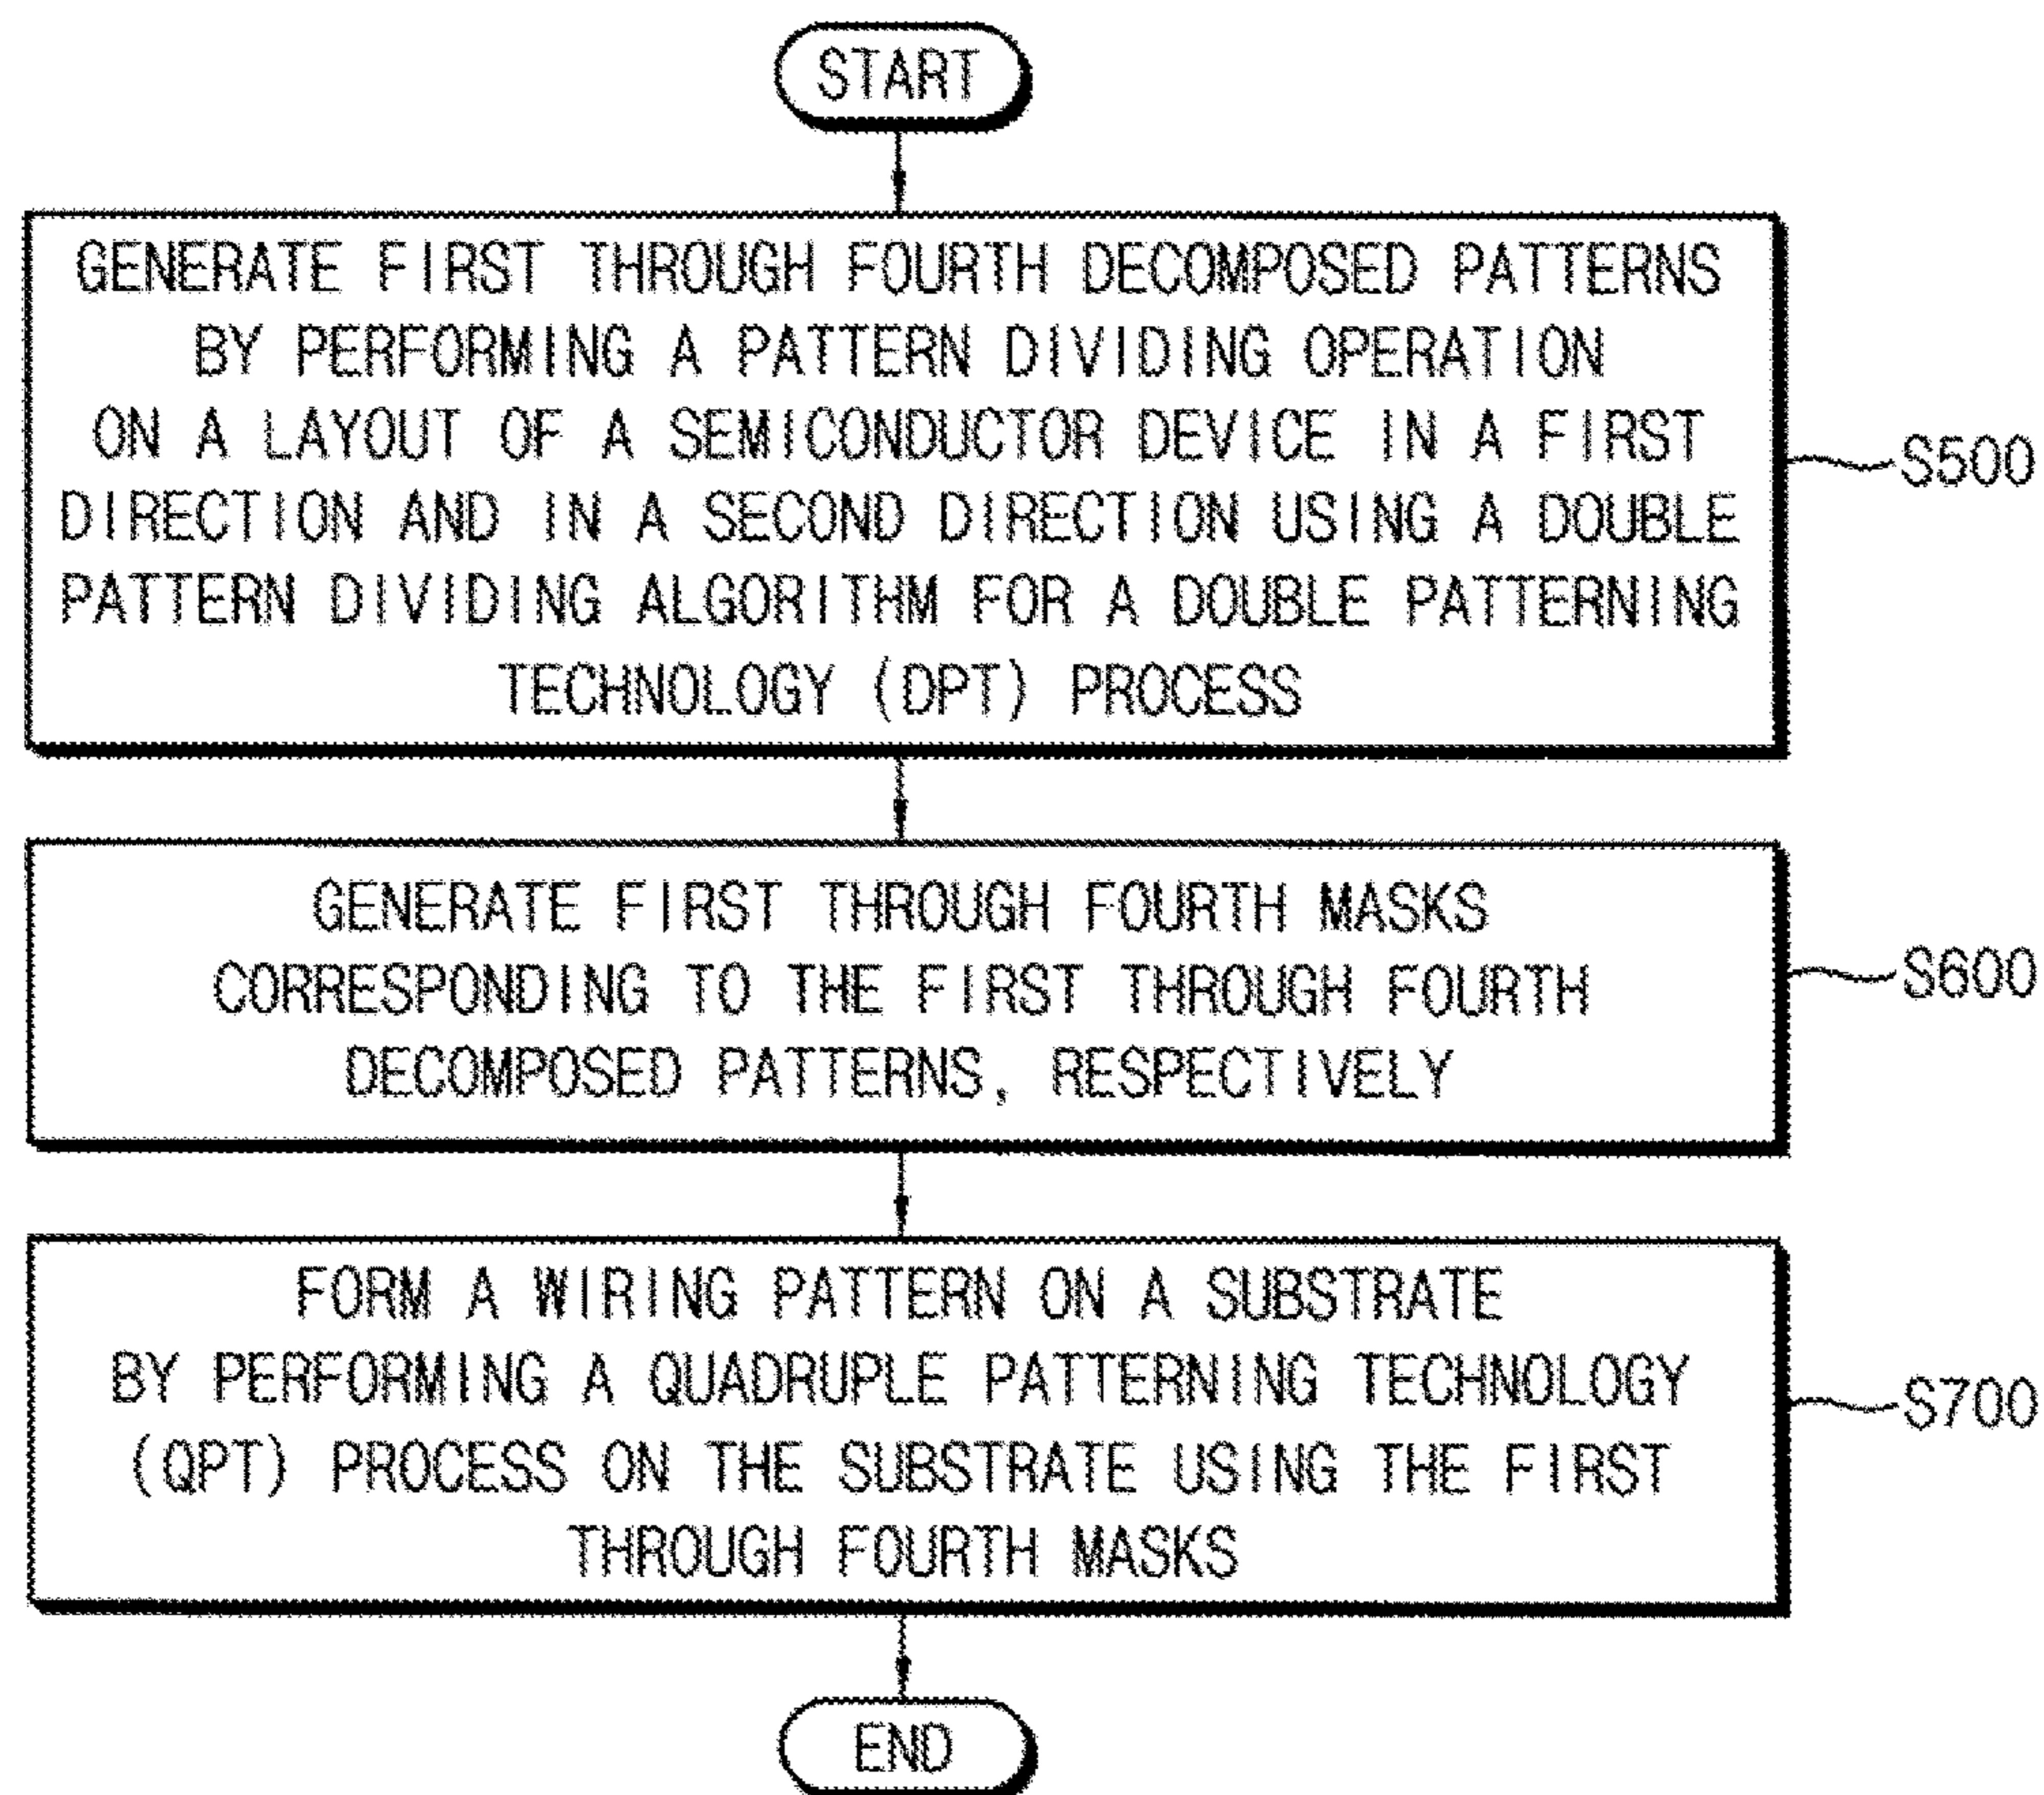 START
GENERATE FIRST THROUGH FOURTH DECOMPOSED PATTERNS
BY PERFORMING A PATTERN DIVIDING OPERATION
ON A LAYOUT OF A SEMICONDUCTOR DEVICE IN A FIRST
DIRECTION AND IN A SECOND DIRECTION USING A DOUBLE
PATTERN DIVIDING ALGORITHM FOR A DOUBLE PATTERNING
TECHNOLOGY (DPT) PROCESS
S500
GENERATE FIRST THROUGH FOURTH MASKS
CORRESPONDING TO THE FIRST THROUGH FOURTH
DECOMPOSED PATTERNS, RESPECTIVELY
S600
FORM A WIRING PATTERN ON A SUBSTRATE
BY PERFORMING A QUADRUPLE PATTERNING TECHNOLOGY
(QPT) PROCESS ON THE SUBSTRATE USING THE FIRST
THROUGH FOURTH MASKS
S700
END